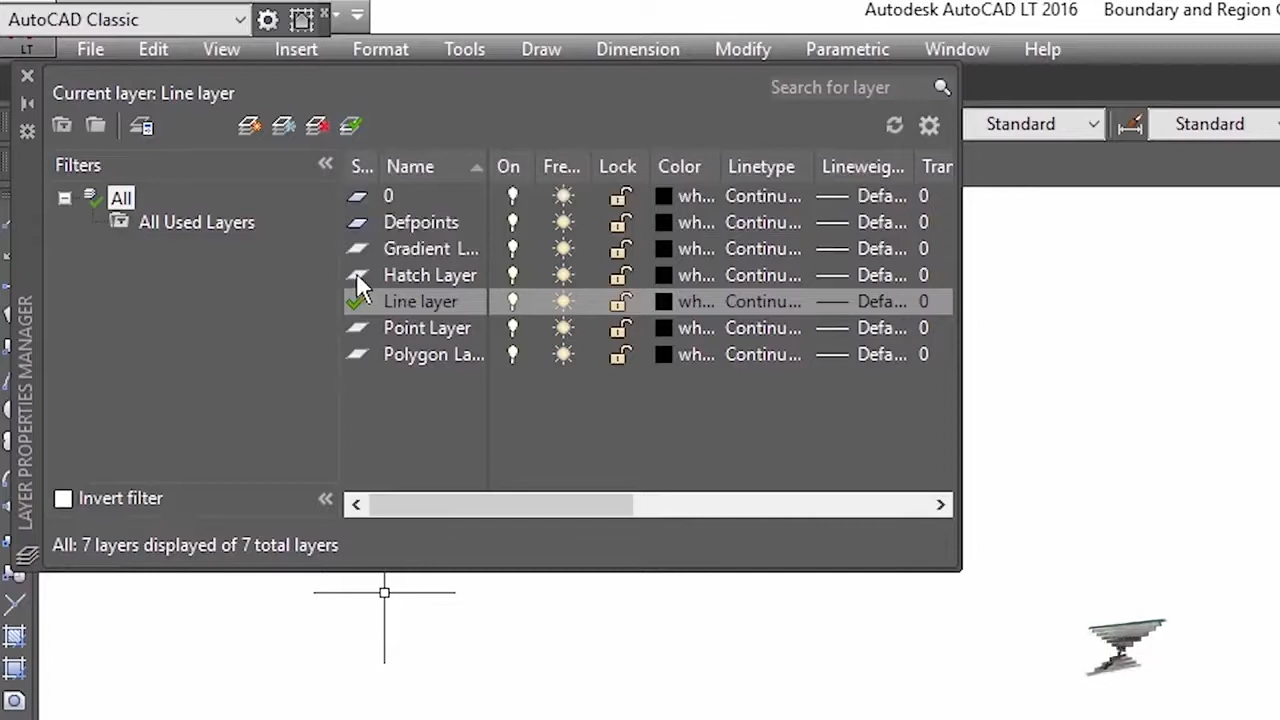 AutoCAD Classic
Autodesk AutoCAD LT 2016 Boundary and Region
LT
File Edit View Insert Format Tools Draw Dimension Modify Parametric Window Help
Current layer: Line layer
Search for layer
Standard Standard
Filters
S... Name On Fre... Lock Color Linetype Lineweig... Tran
All
All Used Layers
0 wh... Continu... Defa... 0
Defpoints wh... Continu... Defa... 0
Gradient L... wh... Continu... Defa... 0
Hatch Layer wh... Continu... Defa... 0
Line layer wh... Continu... Defa... 0
Point Layer wh... Continu... Defa... 0
Polygon La... wh... Continu... Defa... 0
LAYER PROPERTIES MANAGER
Invert filter
All: 7 layers displayed of 7 total layers